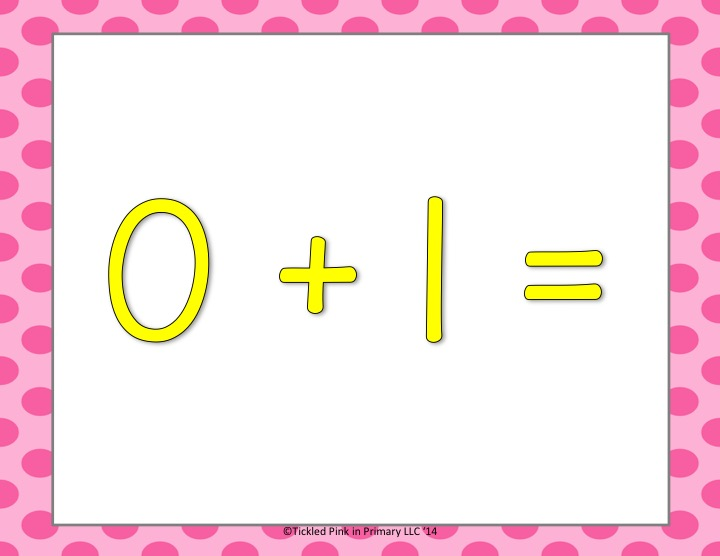 0 + 1 =
©Tickled Pink in Primary LLC ‘14